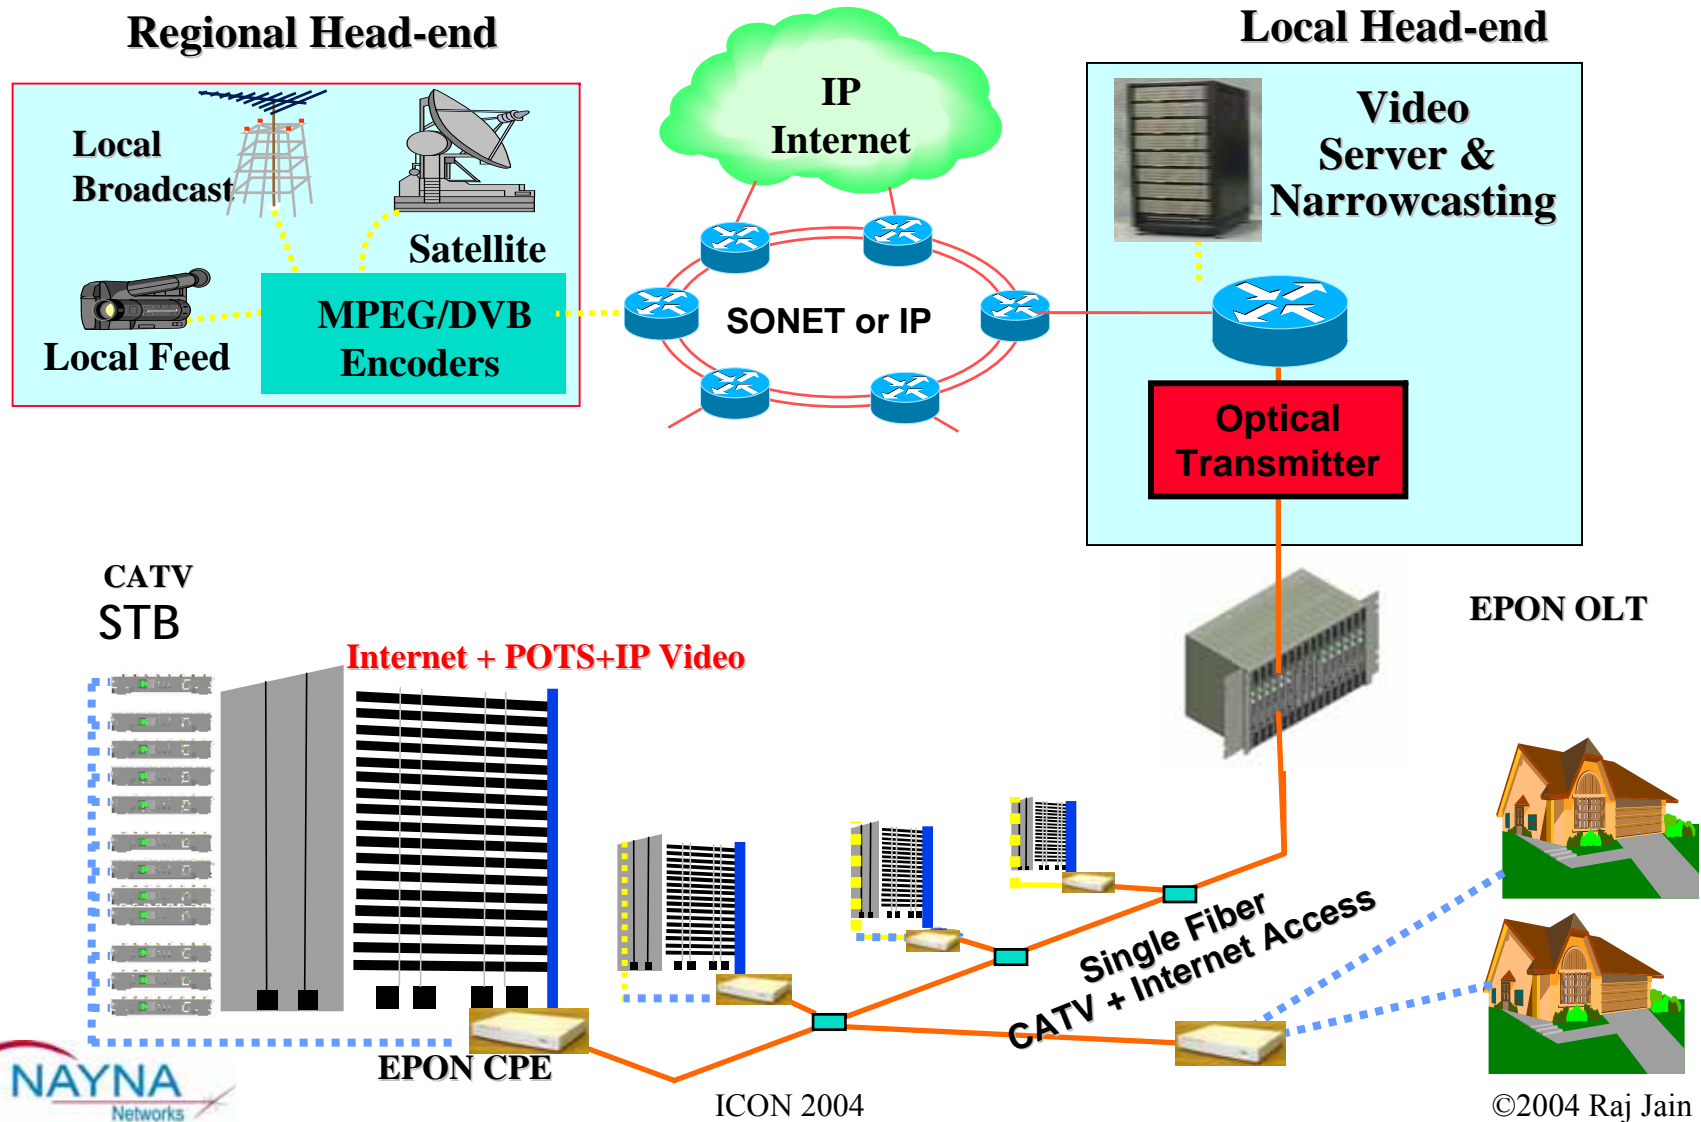 Regional Head-end
Local Head-end
IP
Internet
Video
Server &
Narrowcasting
Local
Broadcast
Satellite
MPEG/DVB
Encoders
Local Feed
SONET or IP
Optical
Transmitter
CATV
STB
EPON OLT
Internet + POTS+IP Video
Single Fiber
CATV + Internet Access
EPON CPE
NAYNA
Networks
ICON 2004
©2004 Raj Jain